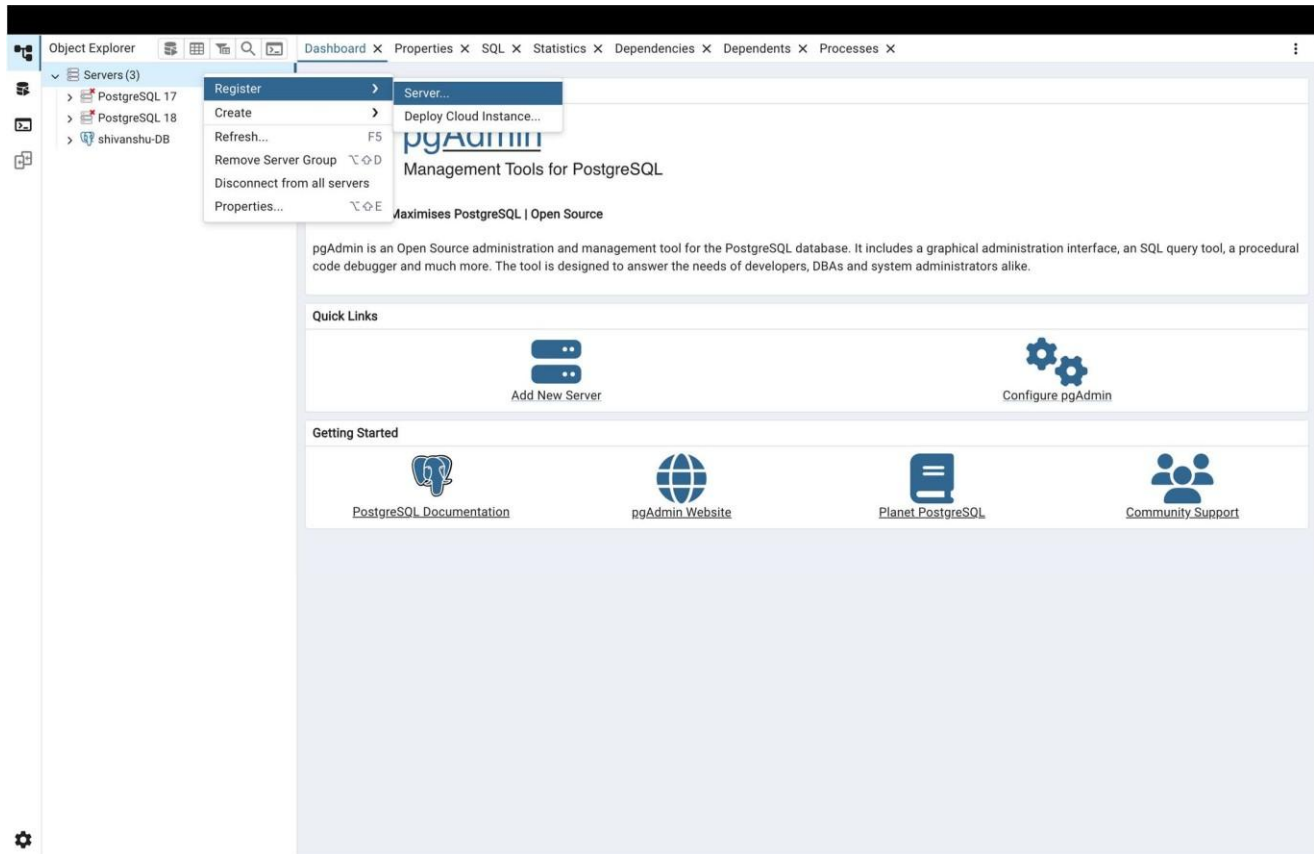 Object Explorer
Dashboard X Properties X SQL X Statistics X Dependencies X Dependents X Processes X
Servers (3)
PostgreSQL 17
PostgreSQL 18
shivanshu-DB
Register
Create
Refresh... F5
Remove Server Group ⌥⇧D
Disconnect from all servers
Properties... ⌥⇧E
Server...
Deploy Cloud Instance...
pgAdmin
Management Tools for PostgreSQL
Maximises PostgreSQL | Open Source
pgAdmin is an Open Source administration and management tool for the PostgreSQL database. It includes a graphical administration interface, an SQL query tool, a procedural
code debugger and much more. The tool is designed to answer the needs of developers, DBAs and system administrators alike.
Quick Links
Add New Server
Configure pgAdmin
Getting Started
PostgreSQL Documentation
pgAdmin Website
Planet PostgreSQL
Community Support